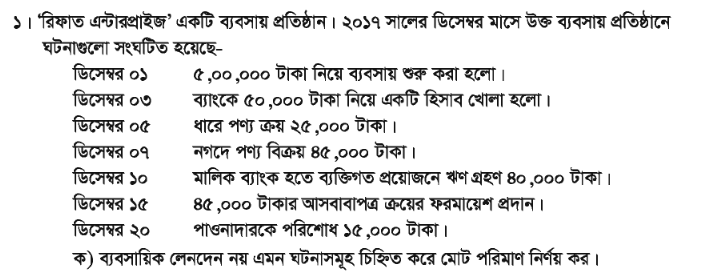 ১। ‘রিফাত এন্টারপ্রাইজ’ একটি ব্যবসায় প্রতিষ্ঠান। ২০১৭ সালের ডিসেম্বর মাসে উক্ত ব্যবসায় প্রতিষ্ঠানে
ঘটনাগুলো সংঘটিত হয়েছে-
ডিসেম্বর ০১ ৫,০০,০০০ টাকা নিয়ে ব্যবসায় শুরু করা হলো।
ডিসেম্বর ০৩ ব্যাংকে ৫০,০০০ টাকা নিয়ে একটি হিসাব খোলা হলো।
ডিসেম্বর ০৫ ধারে পণ্য ক্রয় ২৫,০০০ টাকা।
ডিসেম্বর ০৭ নগদে পণ্য বিক্রয় ৪৫,০০০ টাকা।
ডিসেম্বর ১০ মালিক ব্যাংক হতে ব্যক্তিগত প্রয়োজনে ঋণ গ্রহণ ৪০,০০০ টাকা।
ডিসেম্বর ১৫ ৪৫,০০০ টাকার আসবাবাপত্র ক্রয়ের ফরমায়েশ প্রদান।
ডিসেম্বর ২০ পাওনাদারকে পরিশোধ ১৫,০০০ টাকা।
ক) ব্যবসায়িক লেনদেন নয় এমন ঘটনাসমূহ চিহ্নিত করে মোট পরিমাণ নির্ণয় কর।